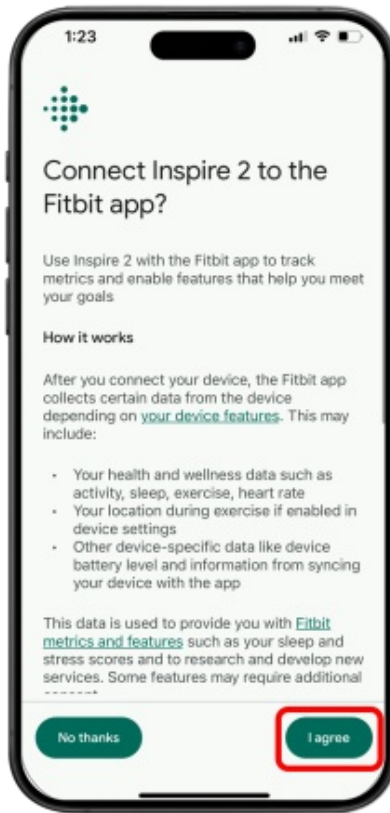 1:23
Connect Inspire 2 to the
Fitbit app?
Use Inspire 2 with the Fitbit app to track
metrics and enable features that help you meet
your goals
How it works
After you connect your device, the Fitbit app
collects certain data from the device
depending on your device features. This may
include:
· Your health and wellness data such as
activity, sleep, exercise, heart rate
· Your location during exercise if enabled in
device settings
· Other device-specific data like device
battery level and information from syncing
your device with the app
This data is used to provide you with Fitbit
metrics and features such as your sleep and
stress scores and to research and develop new
services. Some features may require additional
No thanks
I agree